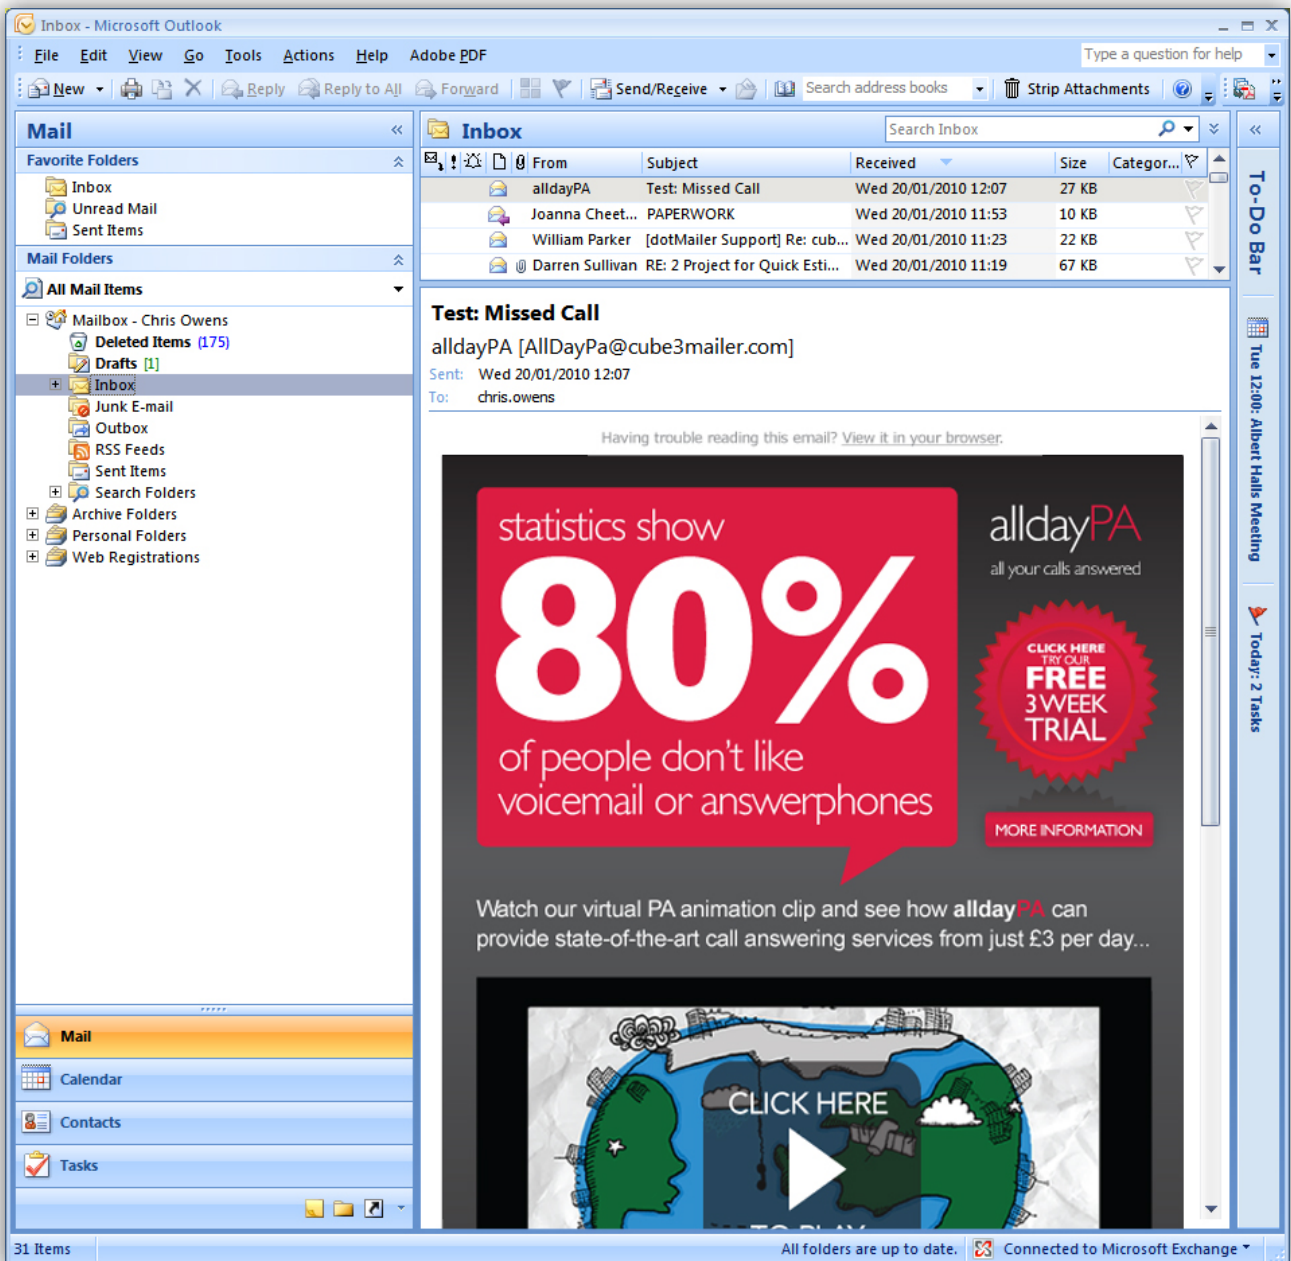 Inbox - Microsoft Outlook
File Edit View Go Tools Actions Help Adobe PDF
Type a question for help
New Reply Reply to All Forward Send/Receive Search address books Strip Attachments
Mail
Favorite Folders
Inbox
Unread Mail
Sent Items
Mail Folders
All Mail Items
Mailbox - Chris Owens
Deleted Items (175)
Drafts [1]
Inbox
Junk E-mail
Outbox
RSS Feeds
Sent Items
Search Folders
Archive Folders
Personal Folders
Web Registrations
Mail
Calendar
Contacts
Tasks
Inbox
Search Inbox
From Subject Received Size Categor...
alldayPA Test: Missed Call Wed 20/01/2010 12:07 27 KB
Joanna Cheet... PAPERWORK Wed 20/01/2010 11:53 10 KB
William Parker [dotMailer Support] Re: cub... Wed 20/01/2010 11:23 22 KB
Darren Sullivan RE: 2 Project for Quick Esti... Wed 20/01/2010 11:19 67 KB
Test: Missed Call
alldayPA [AllDayPa@cube3mailer.com]
Sent: Wed 20/01/2010 12:07
To: chris.owens
Having trouble reading this email? View it in your browser.
statistics show
80%
of people don't like
voicemail or answerphones
alldayPA
all your calls answered
CLICK HERE
TRY OUR
FREE
3 WEEK
TRIAL
MORE INFORMATION
Watch our virtual PA animation clip and see how alldayPA can
provide state-of-the-art call answering services from just £3 per day...
CLICK HERE
TO PLAY
To-Do Bar
Tue 12:00: Albert Halls Meeting
Today: 2 Tasks
31 Items
All folders are up to date. Connected to Microsoft Exchange